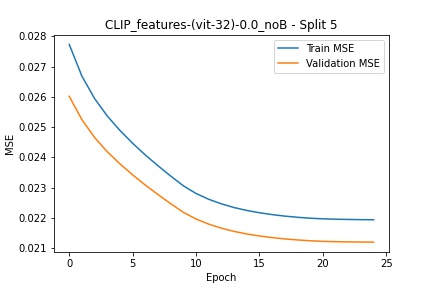 CLIP_features-(vit-32)-0.0_noB - Split 5
Train MSE
Validation MSE
0.028
0.027
0.026
0.025
0.024
0.023
0.022
0.021
MSE
0 5 10 15 20 25
Epoch